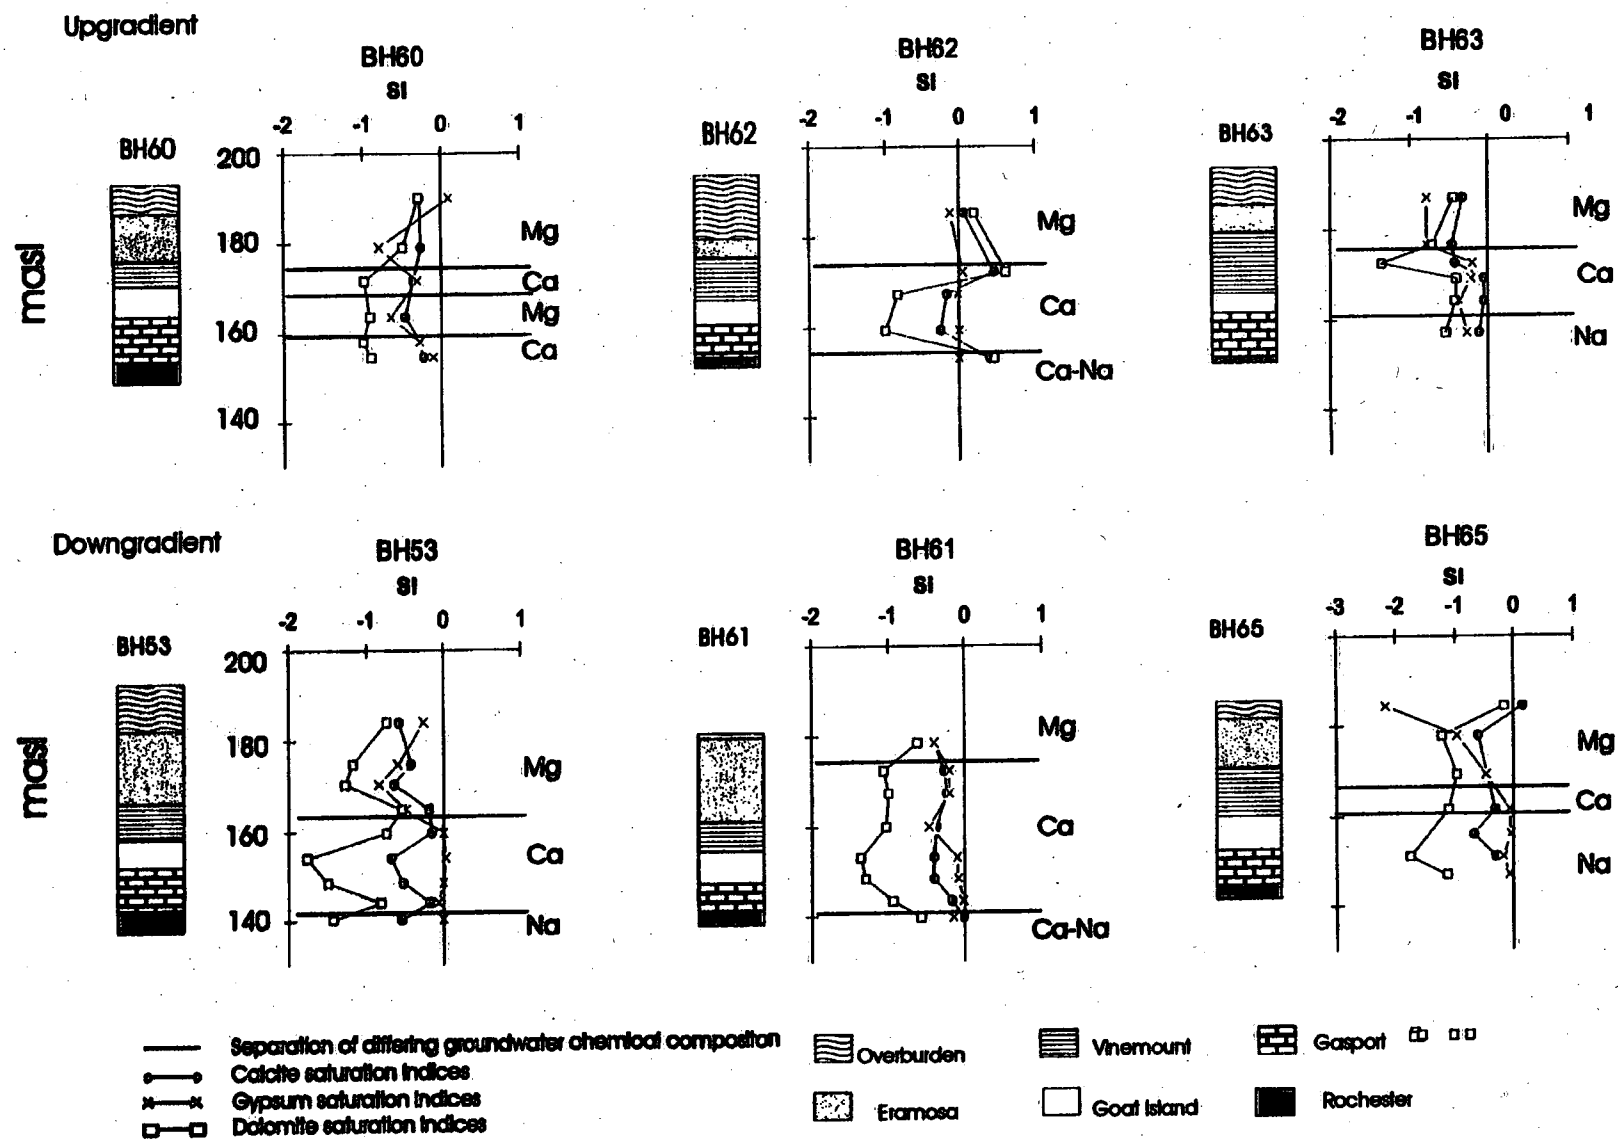 Upgradient
BH60
SI
-2 -1 0 1
BH60
200
180
160
140
masl
Mg
Ca
Mg
Ca
BH62
SI
-2 -1 0 1
BH62
Mg
Ca
Ca-Na
BH63
SI
-2 -1 0 1
BH63
Mg
Ca
Na
Downgradient
BH53
SI
-2 -1 0 1
BH53
200
180
160
140
masl
Mg
Ca
Na
BH61
SI
-2 -1 0 1
BH61
Mg
Ca
Ca-Na
BH65
SI
-3 -2 -1 0 1
BH65
Mg
Ca
Na
Separation of differing groundwater chemical composition
Calcite saturation indices
Gypsum saturation indices
Dolomite saturation indices
Overburden
Vinemount
Gasport
Eramosa
Goat Island
Rochester